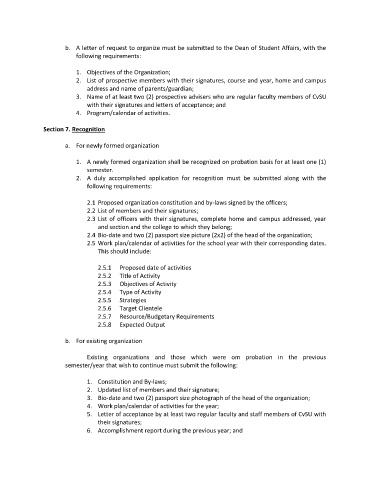 b. A letter of request to organize must be submitted to the Dean of Student Affairs, with the
following requirements:
1. Objectives of the Organization;
2. List of prospective members with their signatures, course and year, home and campus
address and name of parents/guardian;
3. Name of at least two (2) prospective advisers who are regular faculty members of CvSU
with their signatures and letters of acceptance; and
4. Program/calendar of activities.
Section 7. Recognition
a. For newly formed organization
1. A newly formed organization shall be recognized on probation basis for at least one (1)
semester.
2. A duly accomplished application for recognition must be submitted along with the
following requirements:
2.1 Proposed organization constitution and by-laws signed by the officers;
2.2 List of members and their signatures;
2.3 List of officers with their signatures, complete home and campus addressed, year
and section and the college to which they belong;
2.4 Bio-date and two (2) passport size picture (2x2) of the head of the organization;
2.5 Work plan/calendar of activities for the school year with their corresponding dates.
This should include:
2.5.1 Proposed date of activities
2.5.2 Title of Activity
2.5.3 Objectives of Activity
2.5.4 Type of Activity
2.5.5 Strategies
2.5.6 Target Clientele
2.5.7 Resource/Budgetary Requirements
2.5.8 Expected Output
b. For existing organization
Existing organizations and those which were om probation in the previous
semester/year that wish to continue must submit the following:
1. Constitution and By-laws;
2. Updated list of members and their signature;
3. Bio-date and two (2) passport size photograph of the head of the organization;
4. Work plan/calendar of activities for the year;
5. Letter of acceptance by at least two regular faculty and staff members of CvSU with
their signatures;
6. Accomplishment report during the previous year; and